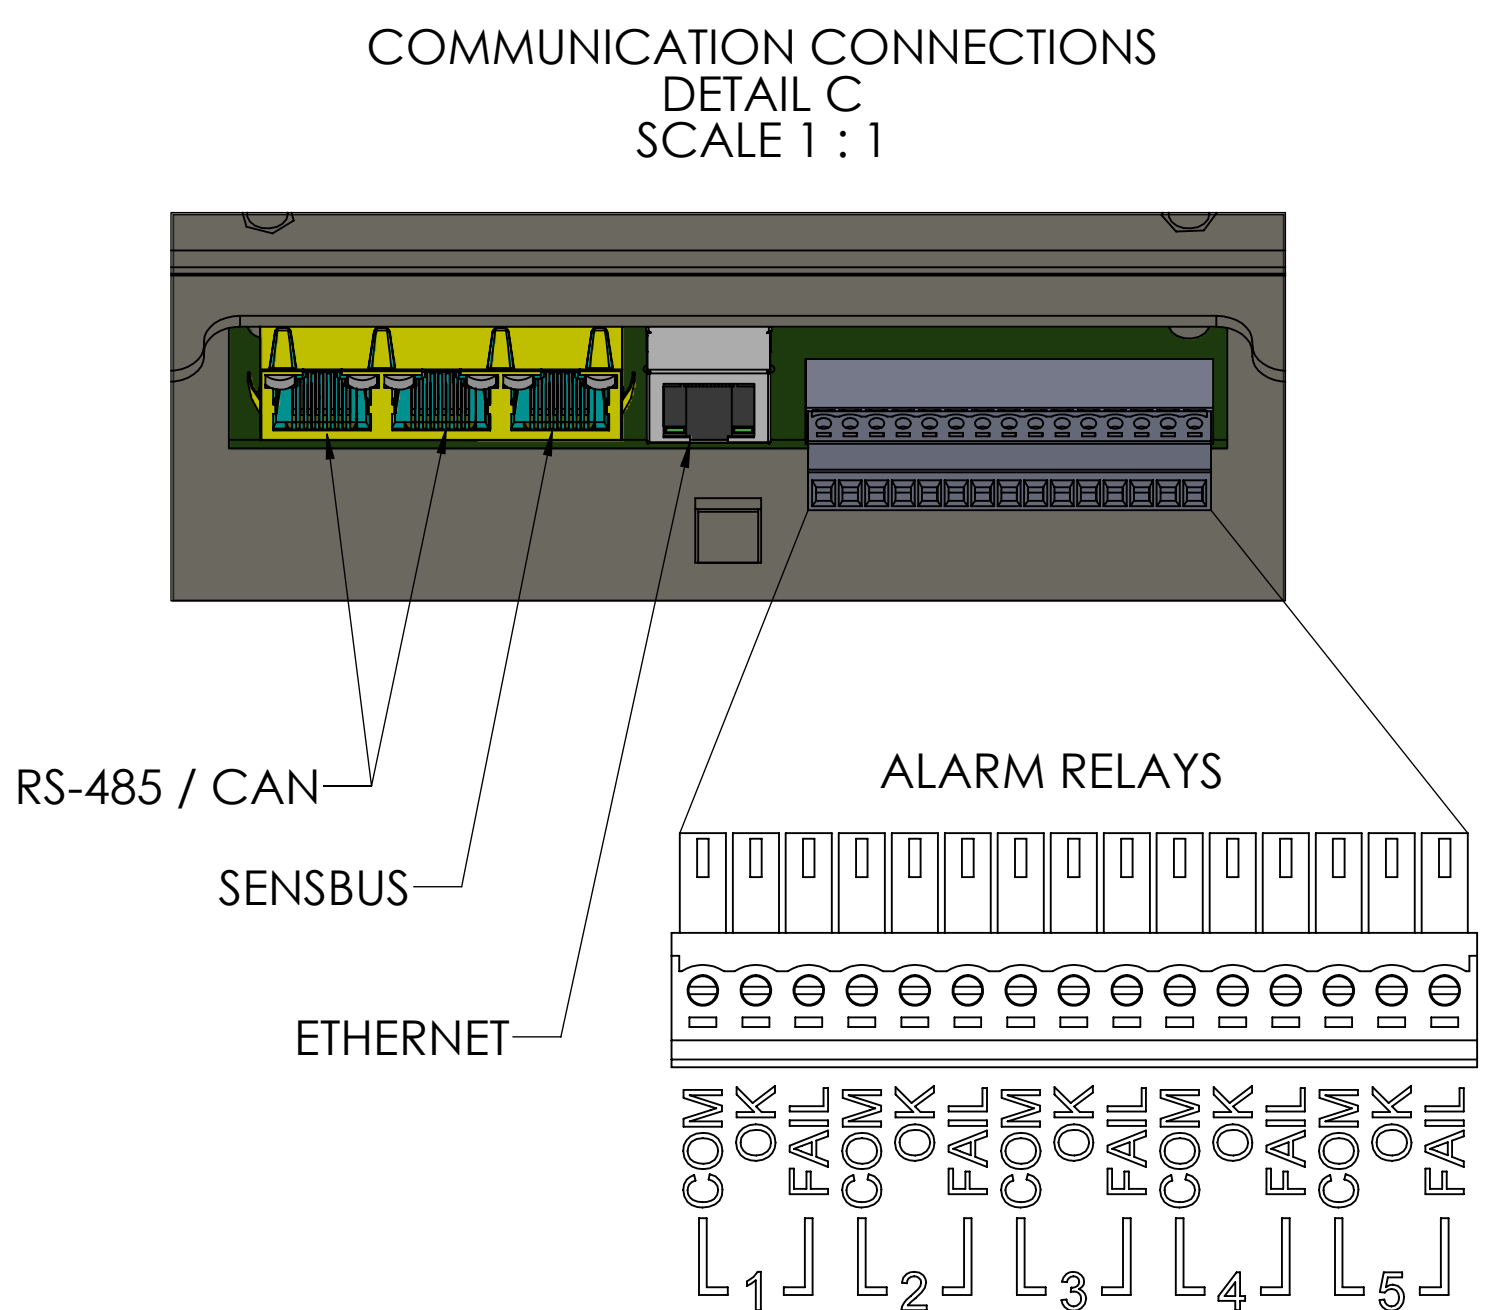 COMMUNICATION CONNECTIONS
DETAIL C
SCALE 1 : 1
RS-485 / CAN
SENSBUS
ETHERNET
ALARM RELAYS
COM OK FAIL COM OK FAIL COM OK FAIL COM OK FAIL COM OK FAIL
1 2 3 4 5